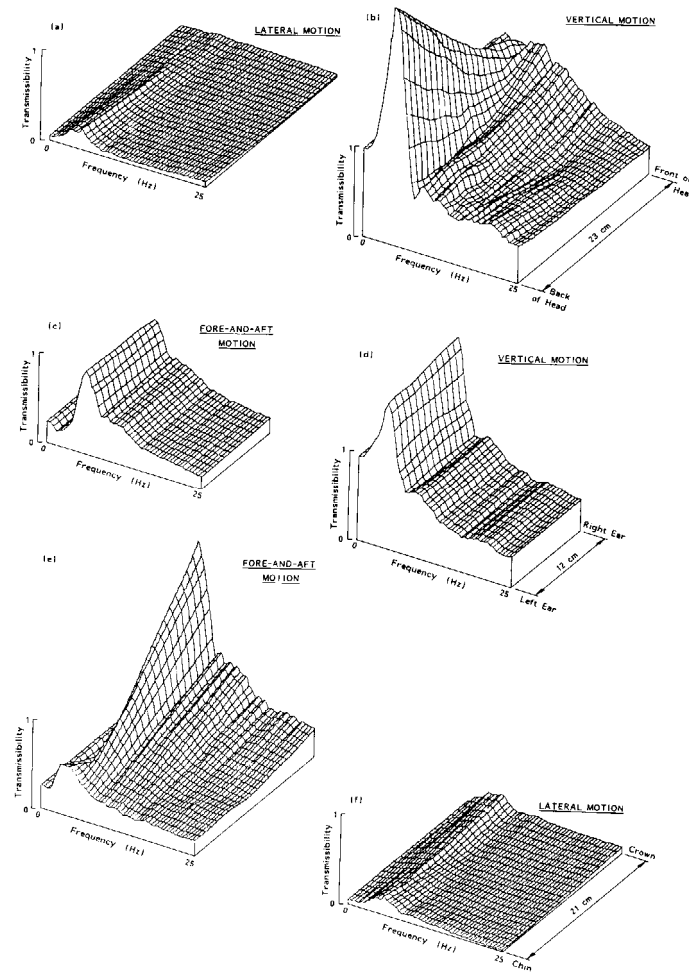 (a)
LATERAL MOTION
Transmissibility
1
0
0
Frequency (Hz)
25
(b)
VERTICAL MOTION
Transmissibility
1
0
0
Frequency (Hz)
25
Front o
Hea
23 cm
Back
of Head
(c)
FORE-AND-AFT
MOTION
Transmissibility
1
0
0
Frequency (Hz)
25
(d)
VERTICAL MOTION
Transmissibility
1
0
0
Frequency (Hz)
25
Right Ear
12 cm
Left Ear
(e)
FORE-AND-AFT
MOTION
Transmissibility
1
0
0
Frequency (Hz)
25
(f)
LATERAL MOTION
Transmissibility
1
0
0
Frequency (Hz)
25
Crown
21 cm
Chin